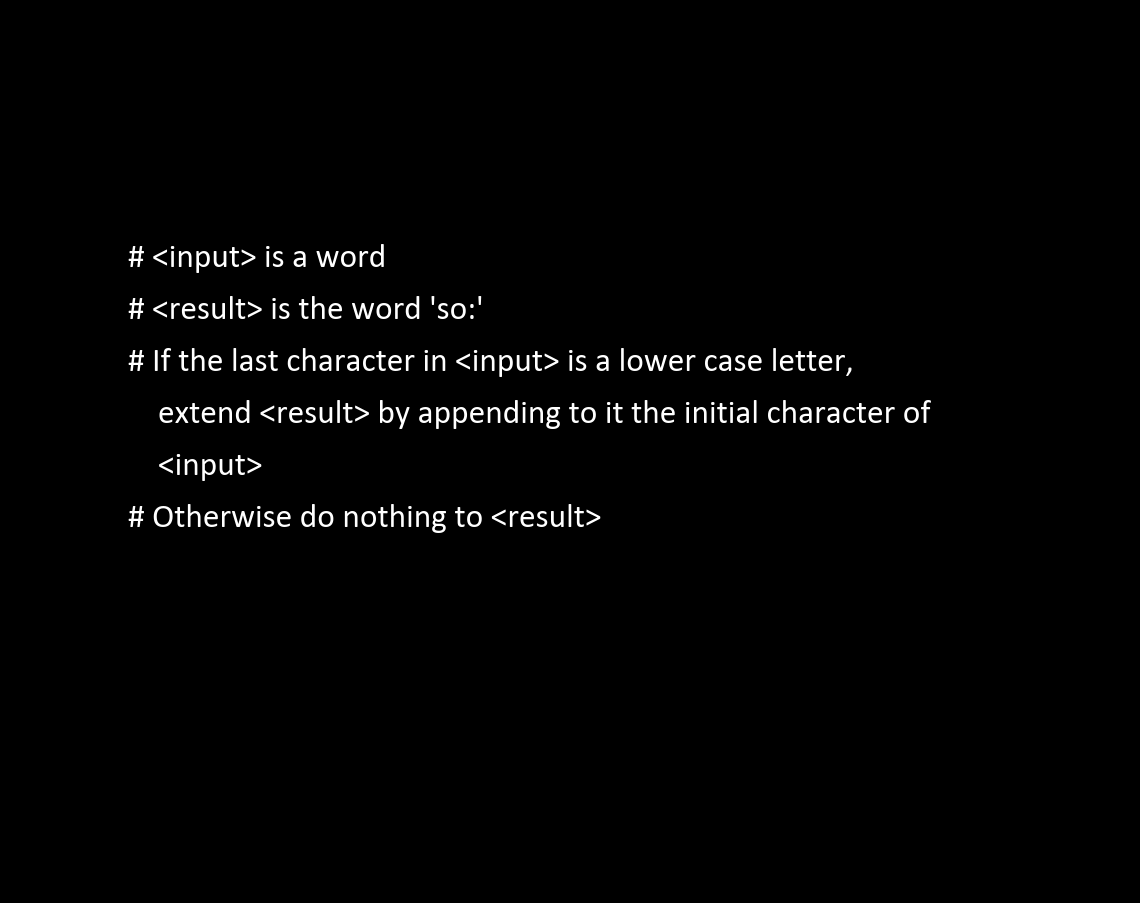 # <input> is a word
# <result> is the word 'so:'
# If the last character in <input> is a lower case letter,
extend <result> by appending to it the initial character of
<input>
# Otherwise do nothing to <result>